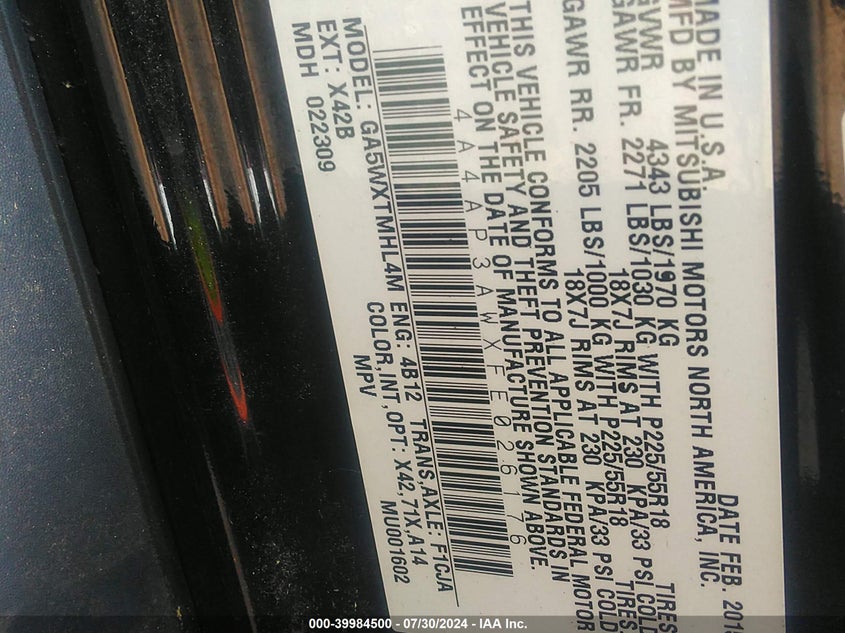 MADE IN U.S.A. DATE FEB.
MFD BY MITSUBISHI MOTORS NORTH AMERICA, INC.
GVWR 4343 LBS/1970 KG
GAWR FR. 2271 LBS/1030 KG WITH P225/55R18 TIRES
18X7J RIMS AT 230 KPA/33 PSI COLD
GAWR RR. 2205 LBS/1000 KG WITH P225/55R18 TIRES
18X7J RIMS AT 230 KPA/33 PSI COLD
THIS VEHICLE CONFORMS TO ALL APPLICABLE FEDERAL MOTOR
VEHICLE SAFETY AND THEFT PREVENTION STANDARDS IN
EFFECT ON THE DATE OF MANUFACTURE SHOWN ABOVE.
4A4AP3AWXFE026176
MODEL: GA5WXTMHL4M ENG: 4B12 TRANS,AXLE: F1CJA
EXT: X42B COLOR,INT,OPT: X42,71X,A14
MDH 022309 MPV MU001602
000-39984500 - 07/30/2024 - IAA Inc.